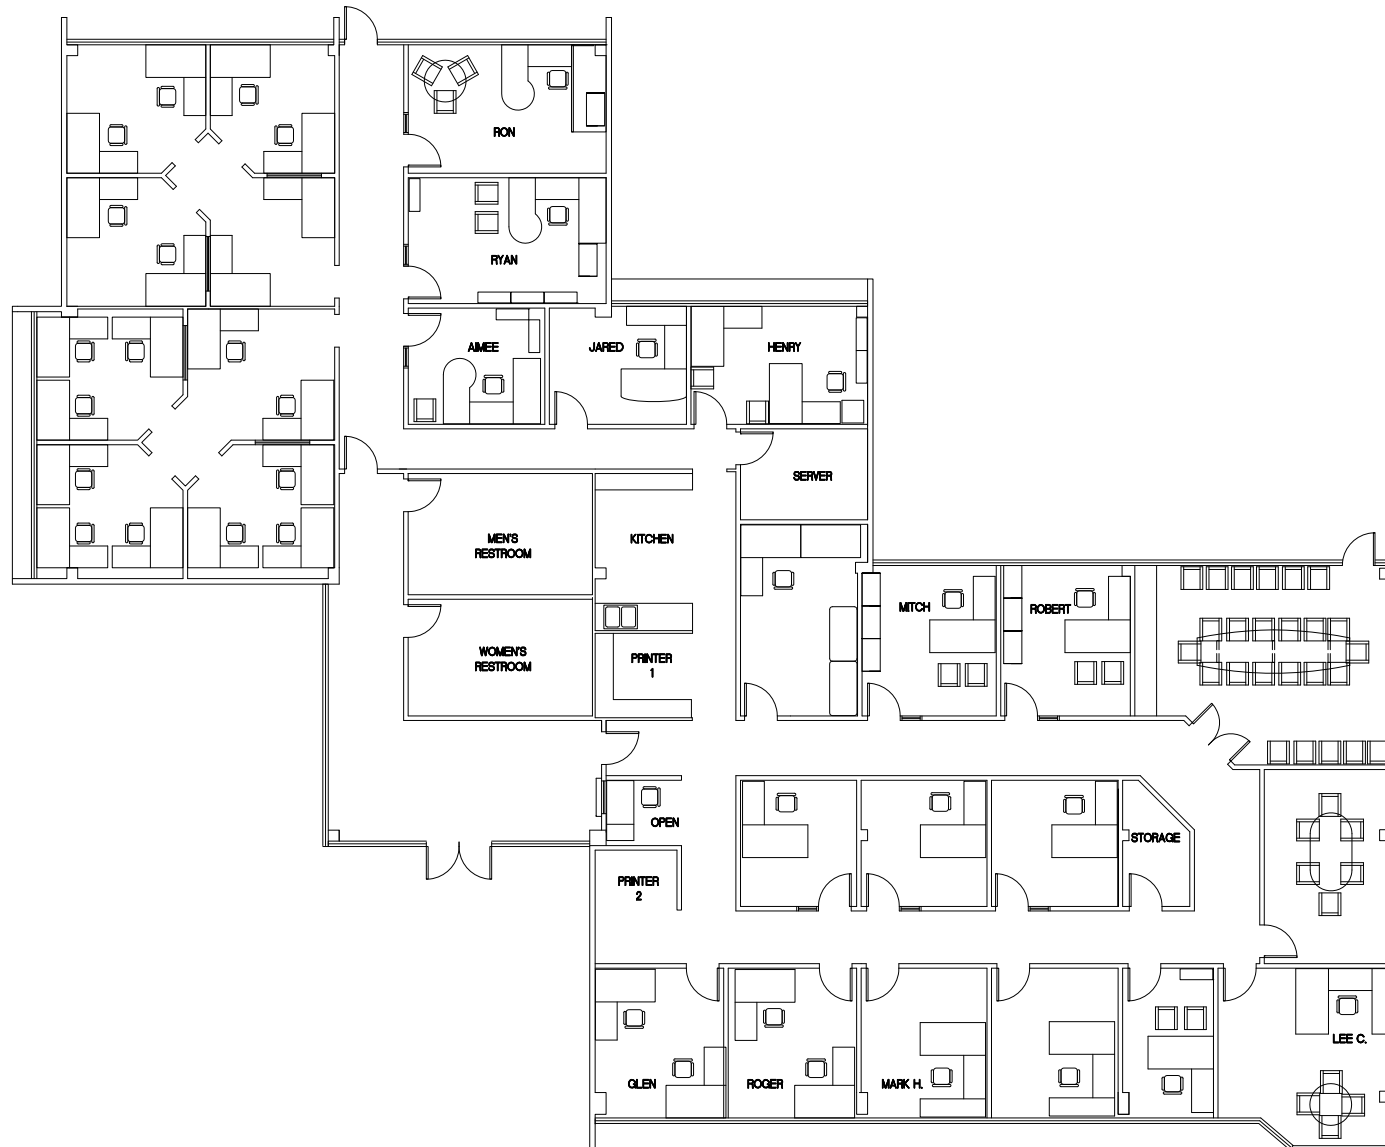 RON
RYAN
AIMEE
JARED
HENRY
SERVER
MEN'S
RESTROOM
KITCHEN
MITCH
ROBERT
WOMEN'S
RESTROOM
PRINTER
1
OPEN
STORAGE
PRINTER
2
LEE C.
GLEN
ROGER
MARK H.